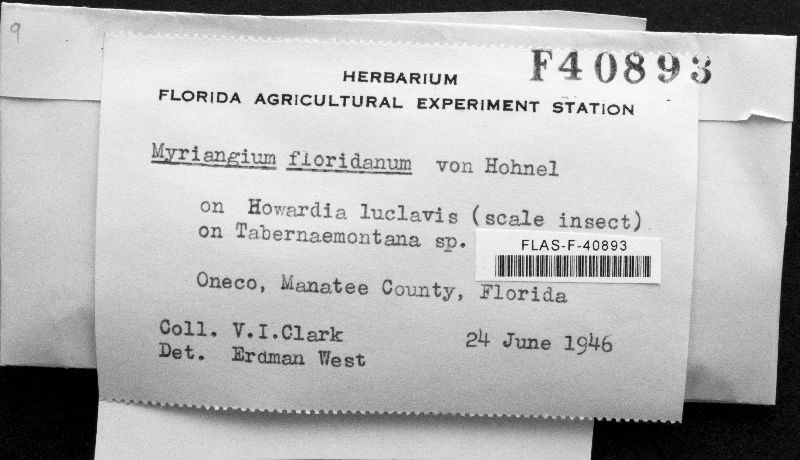 9
F40893
HERBARIUM
FLORIDA AGRICULTURAL EXPERIMENT STATION
Myriangium floridanum von Hohnel
on Howardia luclavis (scale insect)
on Tabernaemontana sp.
FLAS-F-40893
Oneco, Manatee County, Florida
Coll. V.I.Clark 24 June 1946
Det. Erdman West